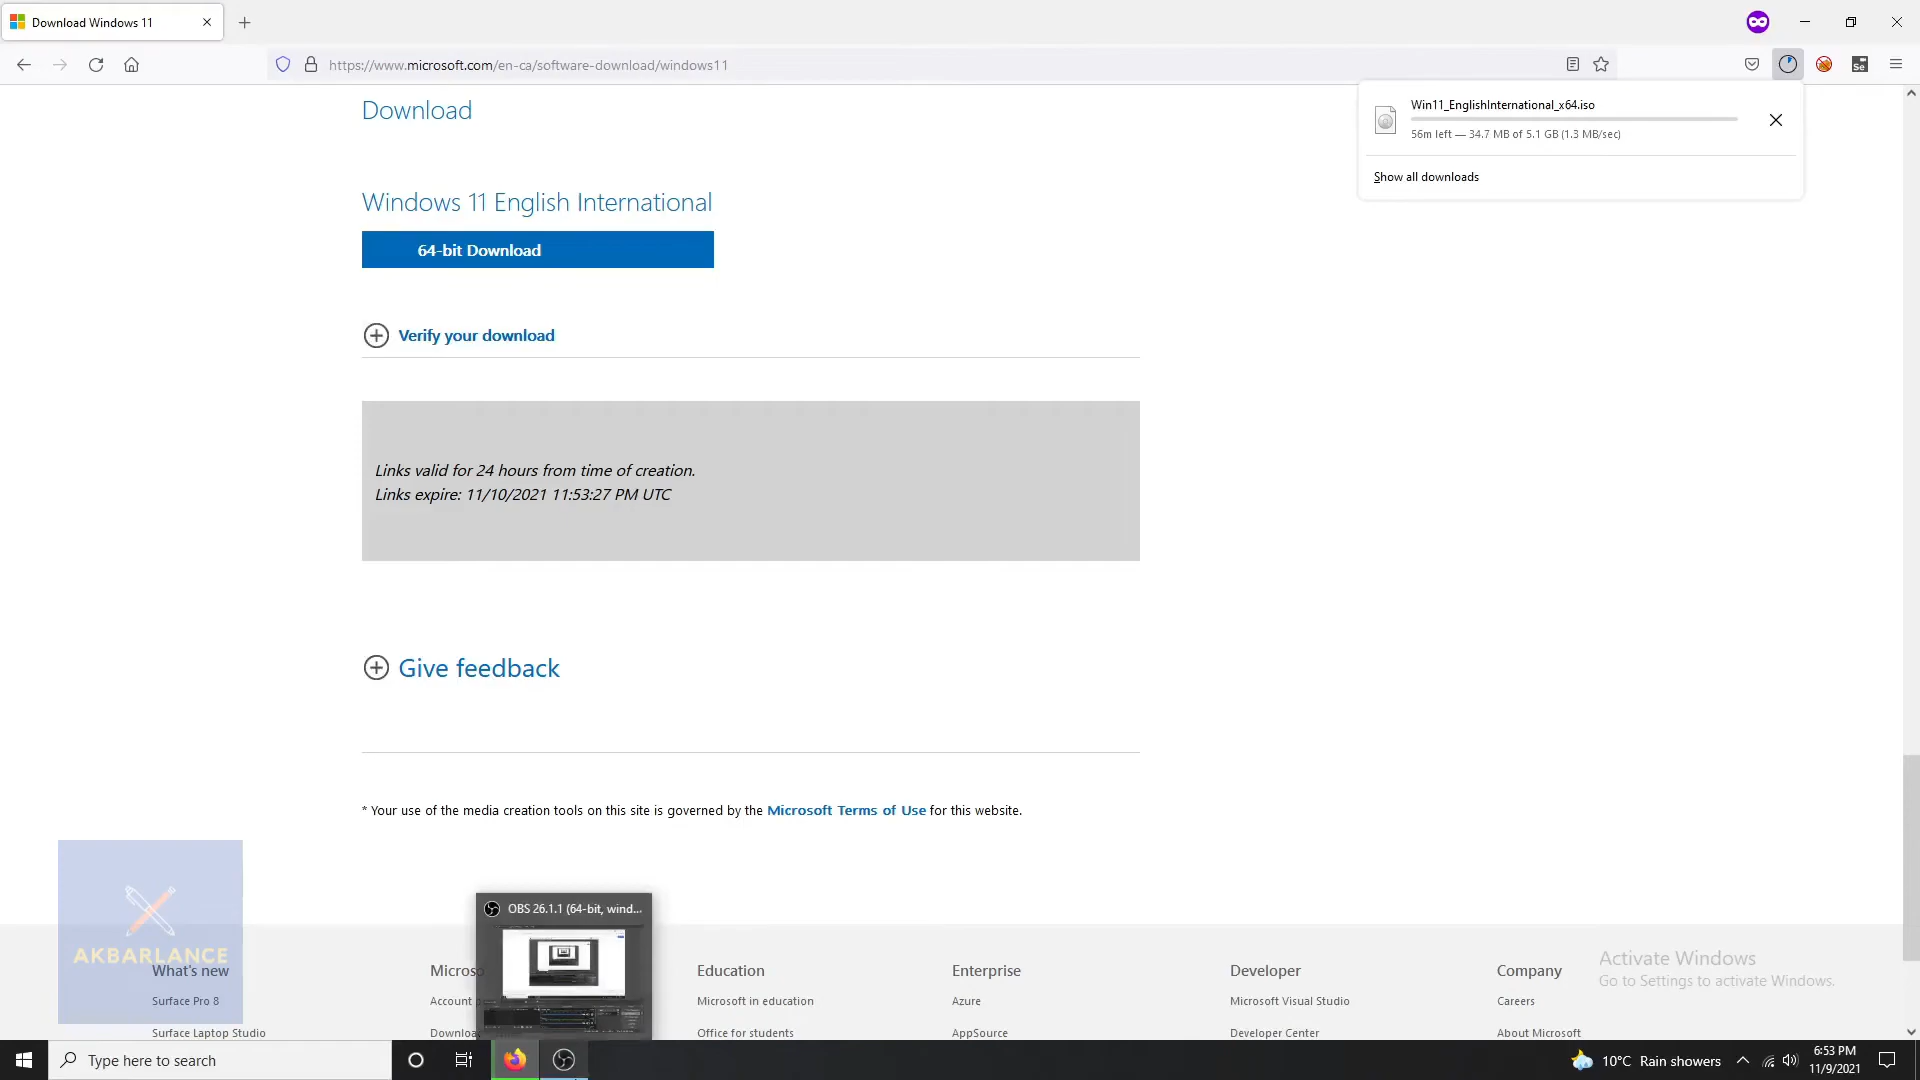 Download Windows 11
https://www.microsoft.com/en-ca/software-download/windows11
Se
Win11_EnglishInternational_x64.iso
56m left — 34.7 MB of 5.1 GB (1.3 MB/sec)
Show all downloads
Download
Windows 11 English International
64-bit Download
Verify your download
Links valid for 24 hours from time of creation.
Links expire: 11/10/2021 11:53:27 PM UTC
Give feedback
* Your use of the media creation tools on this site is governed by the Microsoft Terms of Use for this website.
AKBARLANCE
OBS 26.1.1 (64-bit, wind...
Activate Windows
Go to Settings to activate Windows.
What's new
Surface Pro 8
Surface Laptop Studio
Microso
Account
Downloa
Education
Microsoft in education
Office for students
Enterprise
Azure
AppSource
Developer
Microsoft Visual Studio
Developer Center
Company
Careers
About Microsoft
Type here to search
10°C Rain showers
6:53 PM
11/9/2021